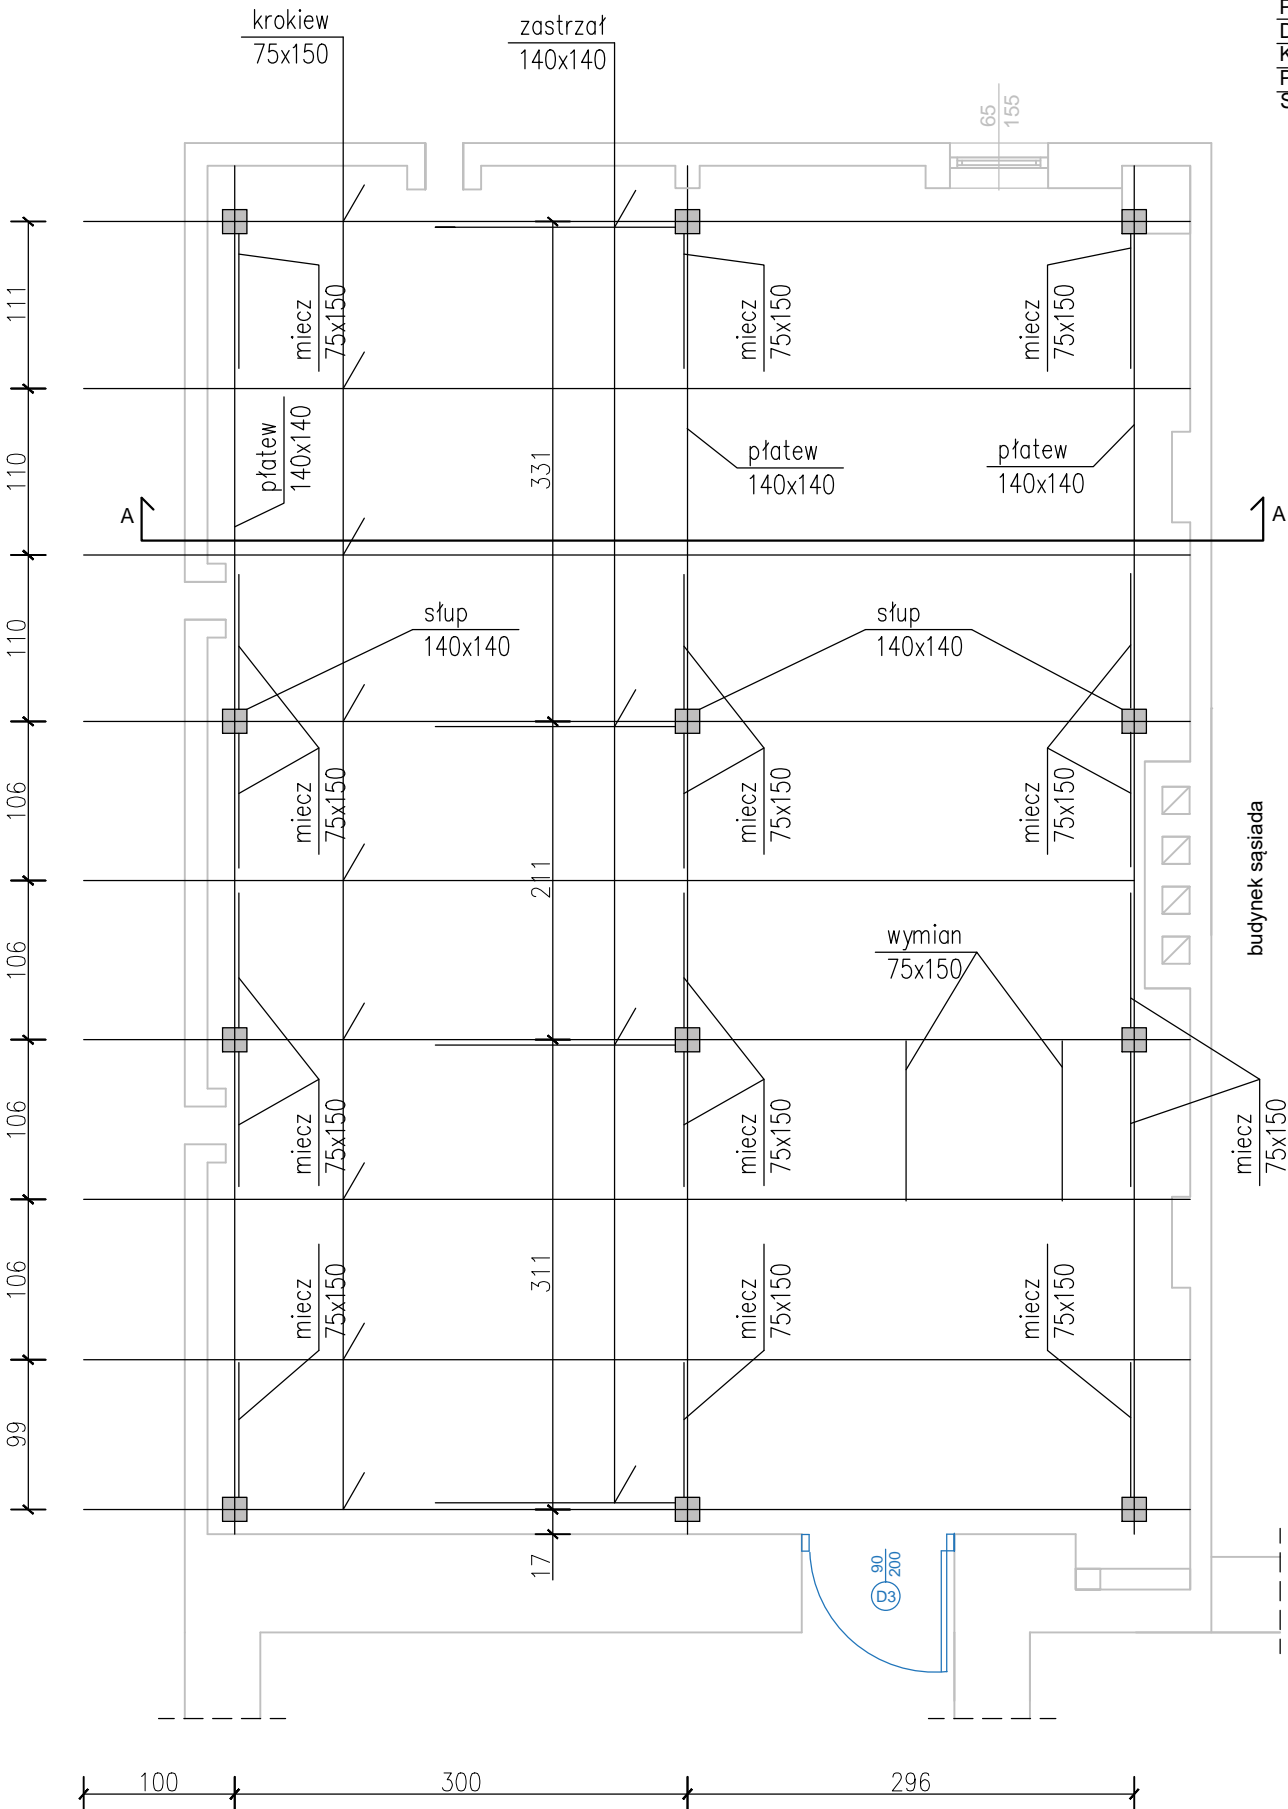 krokiew
75x150
zastrzał
140x140
65
155
miecz
75x150
miecz
75x150
miecz
75x150
111
110
110
106
106
106
106
99
płatew
140x140
331
płatew
140x140
płatew
140x140
A
A
słup
140x140
słup
140x140
miecz
75x150
miecz
75x150
miecz
75x150
211
budynek sąsiada
wymian
75x150
miecz
75x150
miecz
75x150
miecz
75x150
311
miecz
75x150
miecz
75x150
miecz
75x150
17
90
200
D3
100
300
296